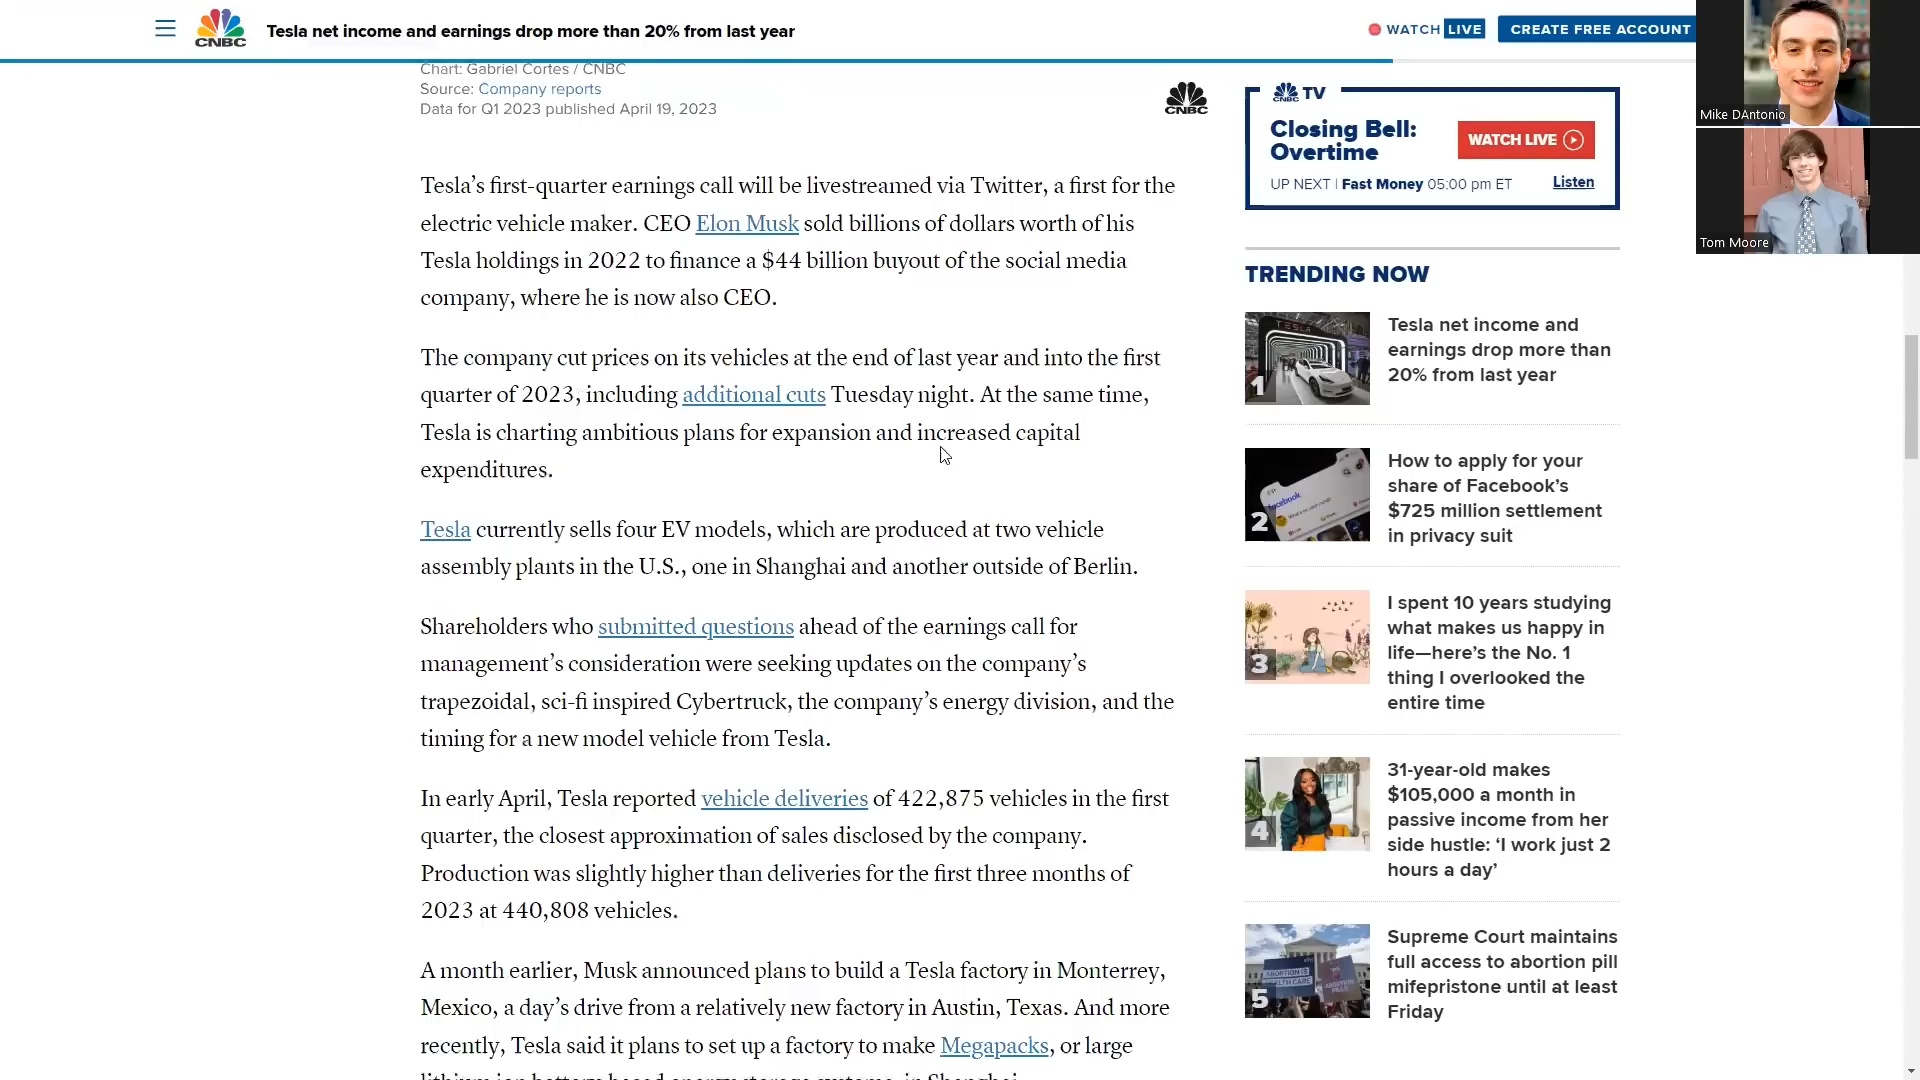 CNBC
Tesla net income and earnings drop more than 20% from last year
WATCH LIVE
CREATE FREE ACCOUNT
Mike DAntonio
Tom Moore
Chart: Gabriel Cortes / CNBC
Source: Company reports
Data for Q1 2023 published April 19, 2023
CNBC
Tesla’s first-quarter earnings call will be livestreamed via Twitter, a first for the
electric vehicle maker. CEO Elon Musk sold billions of dollars worth of his
Tesla holdings in 2022 to finance a $44 billion buyout of the social media
company, where he is now also CEO.
The company cut prices on its vehicles at the end of last year and into the first
quarter of 2023, including additional cuts Tuesday night. At the same time,
Tesla is charting ambitious plans for expansion and increased capital
expenditures.
Tesla currently sells four EV models, which are produced at two vehicle
assembly plants in the U.S., one in Shanghai and another outside of Berlin.
Shareholders who submitted questions ahead of the earnings call for
management’s consideration were seeking updates on the company’s
trapezoidal, sci-fi inspired Cybertruck, the company’s energy division, and the
timing for a new model vehicle from Tesla.
In early April, Tesla reported vehicle deliveries of 422,875 vehicles in the first
quarter, the closest approximation of sales disclosed by the company.
Production was slightly higher than deliveries for the first three months of
2023 at 440,808 vehicles.
A month earlier, Musk announced plans to build a Tesla factory in Monterrey,
Mexico, a day’s drive from a relatively new factory in Austin, Texas. And more
recently, Tesla said it plans to set up a factory to make Megapacks, or large
lithium-ion battery-based energy storage systems, in Shanghai.
CNBC TV
Closing Bell:
Overtime
WATCH LIVE
UP NEXT | Fast Money 05:00 pm ET
Listen
TRENDING NOW
TESLA
1
Tesla net income and
earnings drop more than
20% from last year
facebook
2
How to apply for your
share of Facebook’s
$725 million settlement
in privacy suit
3
I spent 10 years studying
what makes us happy in
life—here’s the No. 1
thing I overlooked the
entire time
4
31-year-old makes
$105,000 a month in
passive income from her
side hustle: ‘I work just 2
hours a day’
ABORTION IS
HEALTH CARE
5
Supreme Court maintains
full access to abortion pill
mifepristone until at least
Friday